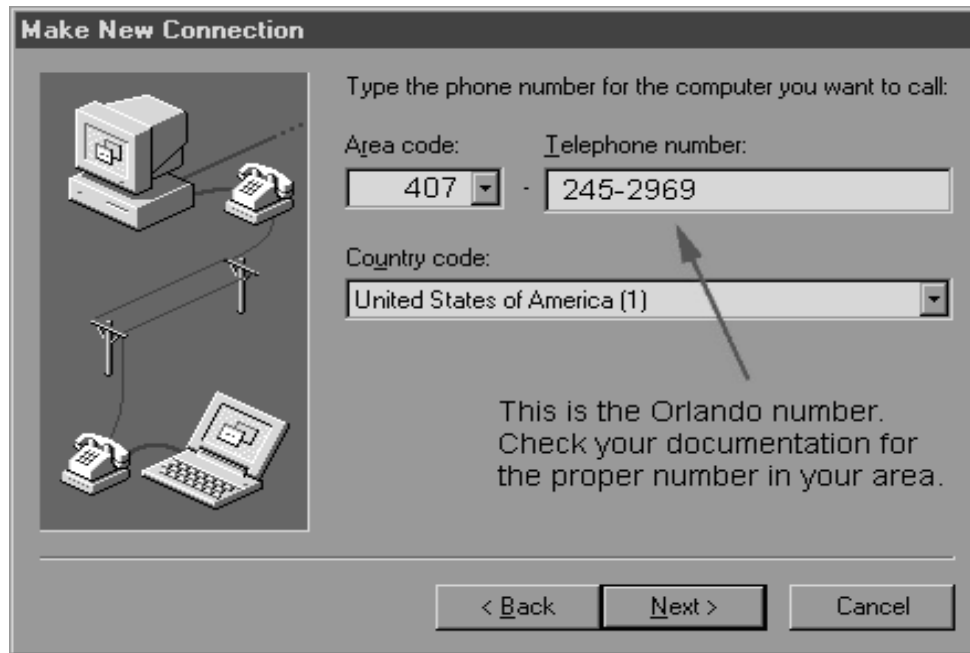 Make New Connection
Type the phone number for the computer you want to call:
Area code: Telephone number:
407 - 245-2969
Country code:
United States of America (1)
This is the Orlando number.
Check your documentation for
the proper number in your area.
< Back Next > Cancel